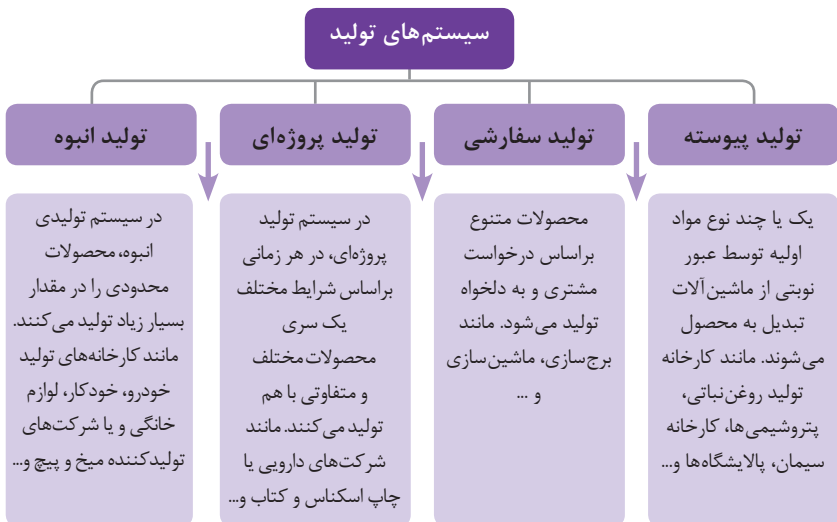 سیستم‌های تولید
تولید پیوسته
یک یا چند نوع مواد
اولیه توسط عبور
نوبتی از ماشین‌آلات
تبدیل به محصول
می‌شوند. مانند کارخانه
تولید روغن‌نباتی،
پتروشیمی‌ها، کارخانه
سیمان، پالایشگاه‌ها و...
تولید سفارشی
محصولات متنوع
براساس درخواست
مشتری و به دلخواه
تولید می‌شود. مانند
برج‌سازی، ماشین‌سازی
و ...
تولید پروژه‌ای
در سیستم تولید
پروژه‌ای، در هر زمانی
براساس شرایط مختلف
یک سری
محصولات مختلف
و متفاوتی با هم
تولید می‌کنند. مانند
شرکت‌های دارویی یا
چاپ اسکناس و کتاب و...
تولید انبوه
در سیستم تولیدی
انبوه، محصولات
محدودی را در مقدار
بسیار زیاد تولید می‌کنند.
مانند کارخانه‌های تولید
خودرو، خودکار، لوازم
خانگی و یا شرکت‌های
تولیدکننده میخ و پیچ و...